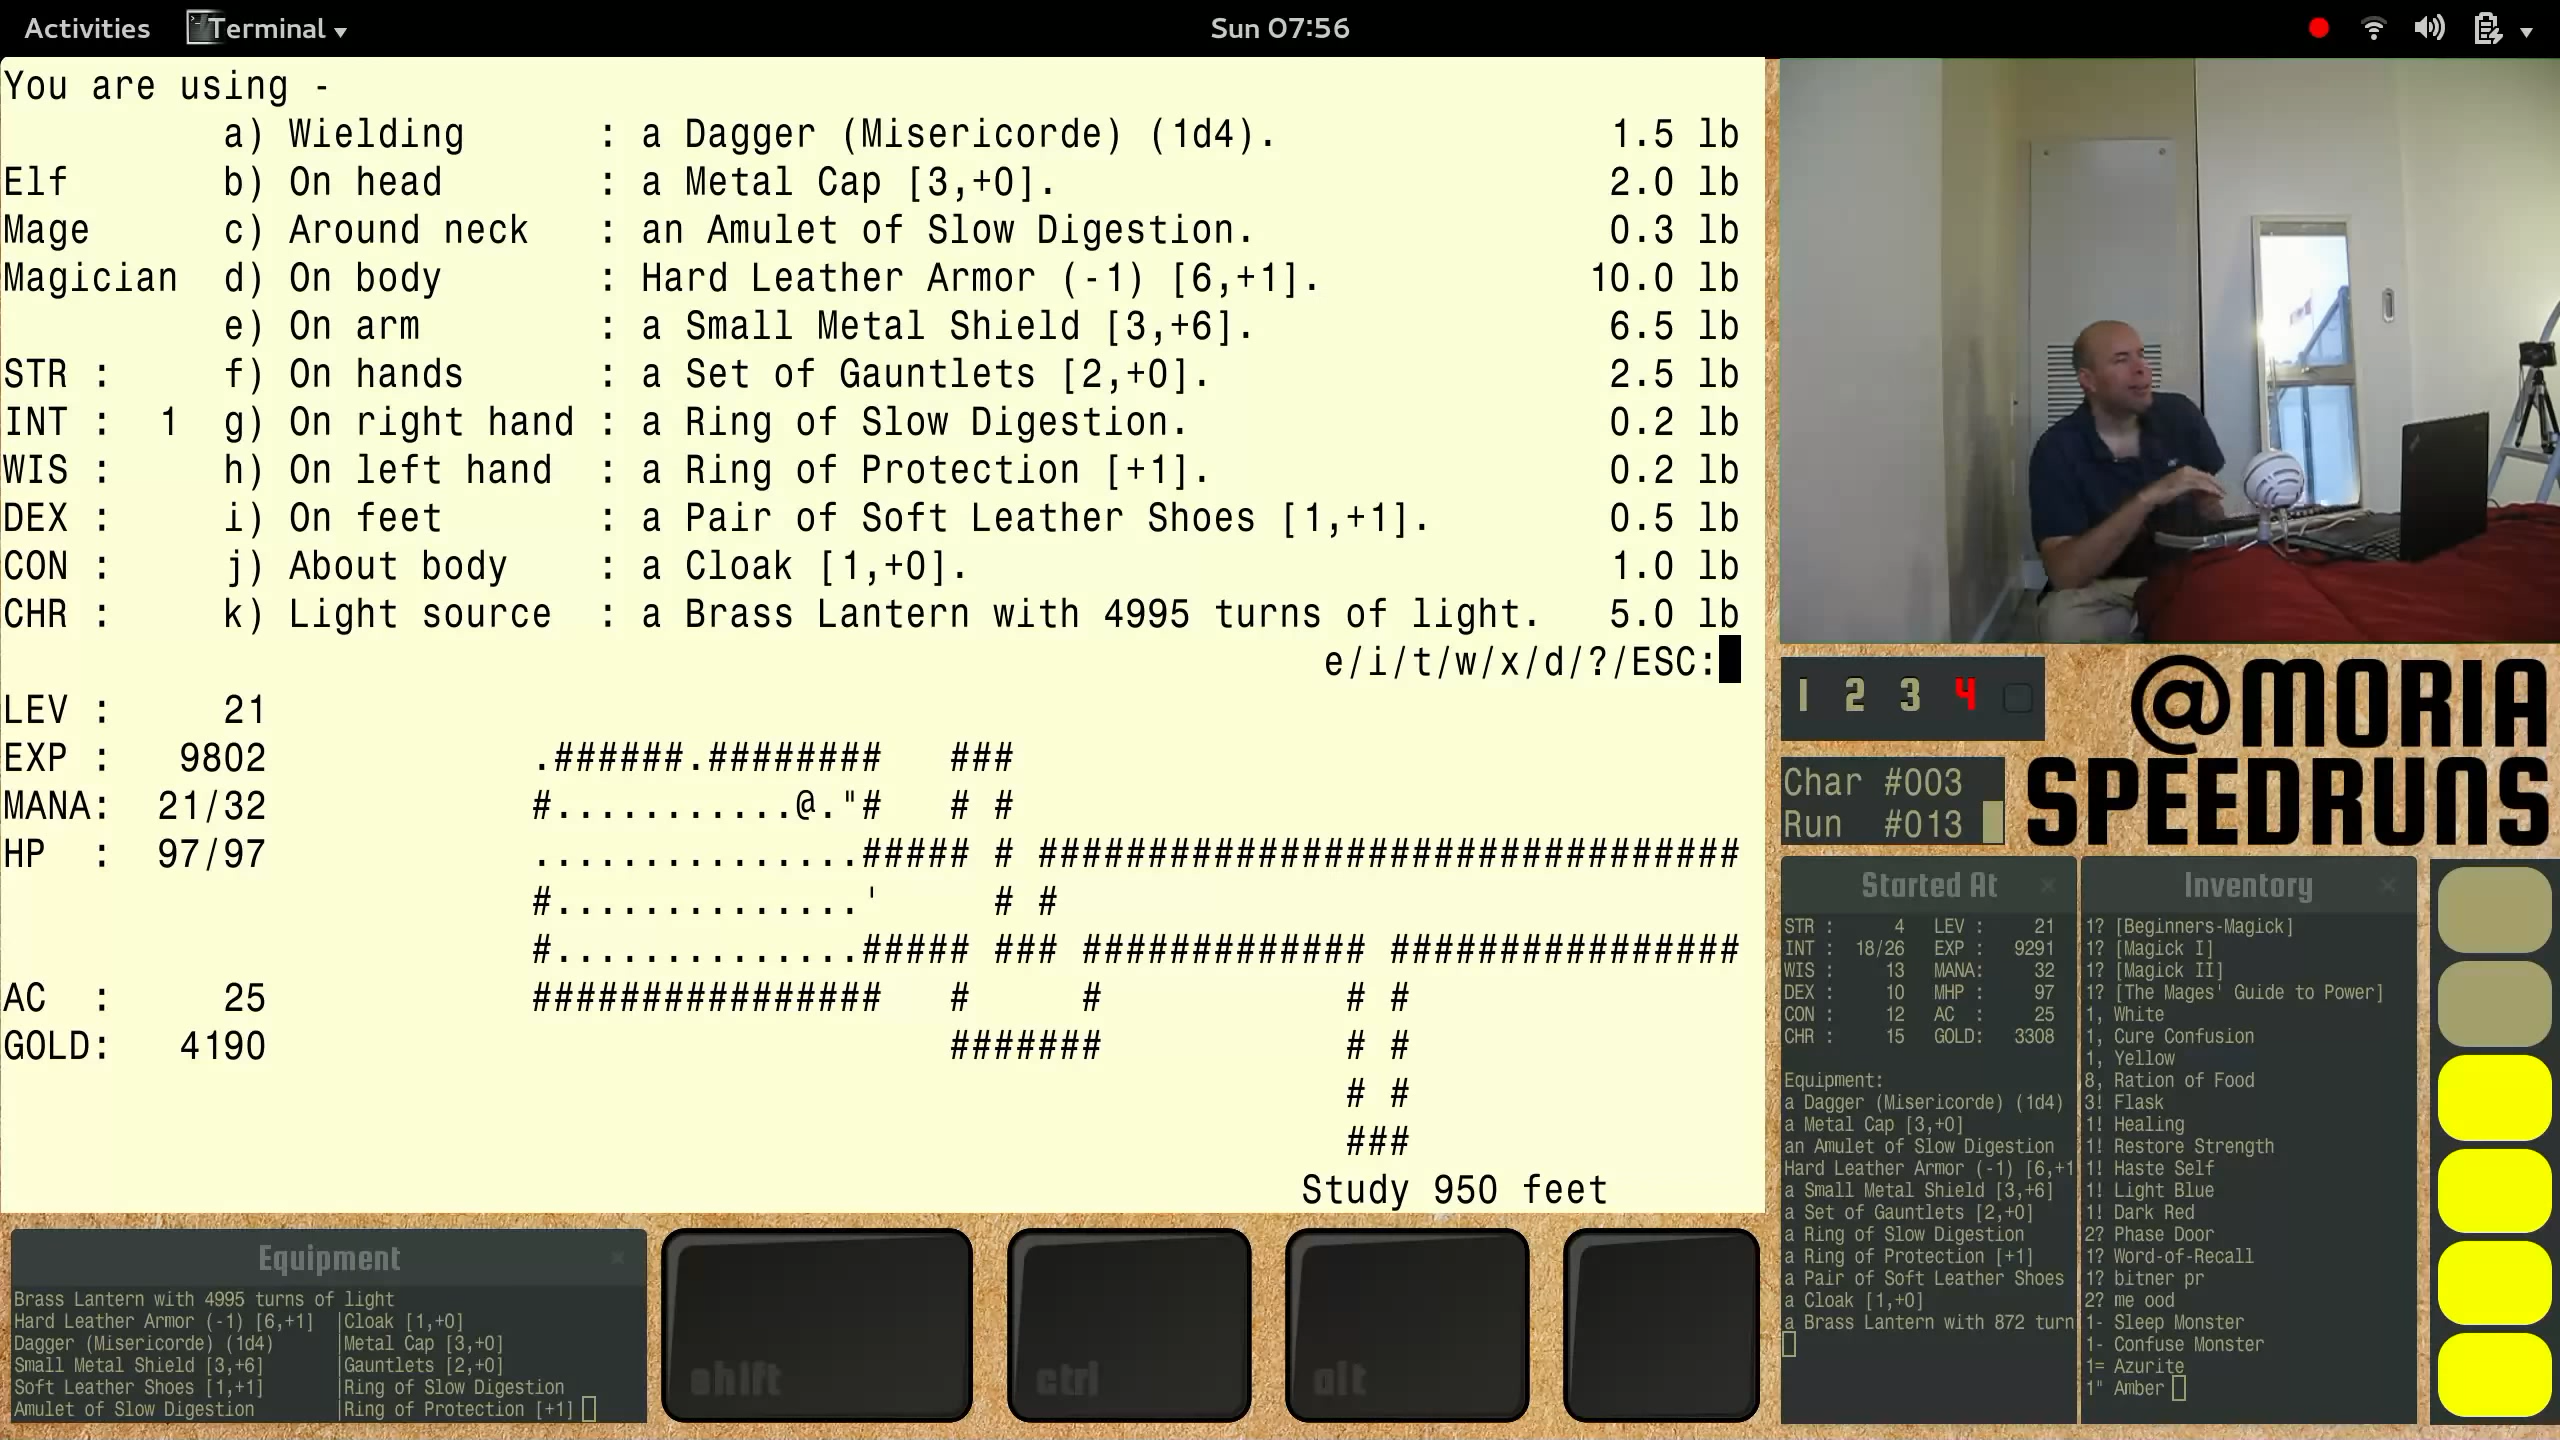 Activities Terminal Sun 07:56
You are using -
a) Wielding : a Dagger (Misericorde) (1d4). 1.5 lb
Elf b) On head : a Metal Cap [3,+0]. 2.0 lb
Mage c) Around neck : an Amulet of Slow Digestion. 0.3 lb
Magician d) On body : Hard Leather Armor (-1) [6,+1]. 10.0 lb
e) On arm : a Small Metal Shield [3,+6]. 6.5 lb
STR : f) On hands : a Set of Gauntlets [2,+0]. 2.5 lb
INT : 1 g) On right hand : a Ring of Slow Digestion. 0.2 lb
WIS : h) On left hand : a Ring of Protection [+1]. 0.2 lb
DEX : i) On feet : a Pair of Soft Leather Shoes [1,+1]. 0.5 lb
CON : j) About body : a Cloak [1,+0]. 1.0 lb
CHR : k) Light source : a Brass Lantern with 4995 turns of light. 5.0 lb
e/i/t/w/x/d/?/ESC:
LEV : 21
EXP : 9802 .######.######## ###
MANA: 21/32 #...........@."# # #
HP : 97/97 ...............##### # ################################
#..............' # #
#..............##### ### ############# ################
AC : 25 ################ # # # #
GOLD: 4190 ####### # #
# #
###
Study 950 feet
1 2 3 4
@MORIA
SPEEDRUNS
Char #003
Run #013
Started At
STR : 4 LEV : 21
INT : 18/26 EXP : 9291
WIS : 13 MANA: 32
DEX : 10 MHP : 97
CON : 12 AC : 25
CHR : 15 GOLD: 3308
Equipment:
a Dagger (Misericorde) (1d4)
a Metal Cap [3,+0]
an Amulet of Slow Digestion
Hard Leather Armor (-1) [6,+1
a Small Metal Shield [3,+6]
a Set of Gauntlets [2,+0]
a Ring of Slow Digestion
a Ring of Protection [+1]
a Pair of Soft Leather Shoes
a Cloak [1,+0]
a Brass Lantern with 872 turn
Inventory
1? [Beginners-Magick]
1? [Magick I]
1? [Magick II]
1? [The Mages' Guide to Power]
1, White
1, Cure Confusion
1, Yellow
8, Ration of Food
3! Flask
1! Healing
1! Restore Strength
1! Haste Self
1! Light Blue
1! Dark Red
2? Phase Door
1? Word-of-Recall
1? bitner pr
2? me ood
1- Sleep Monster
1- Confuse Monster
1= Azurite
1" Amber
Equipment
Brass Lantern with 4995 turns of light
Hard Leather Armor (-1) [6,+1] |Cloak [1,+0]
Dagger (Misericorde) (1d4) |Metal Cap [3,+0]
Small Metal Shield [3,+6] |Gauntlets [2,+0]
Soft Leather Shoes [1,+1] |Ring of Slow Digestion
Amulet of Slow Digestion |Ring of Protection [+1]
shift ctrl alt